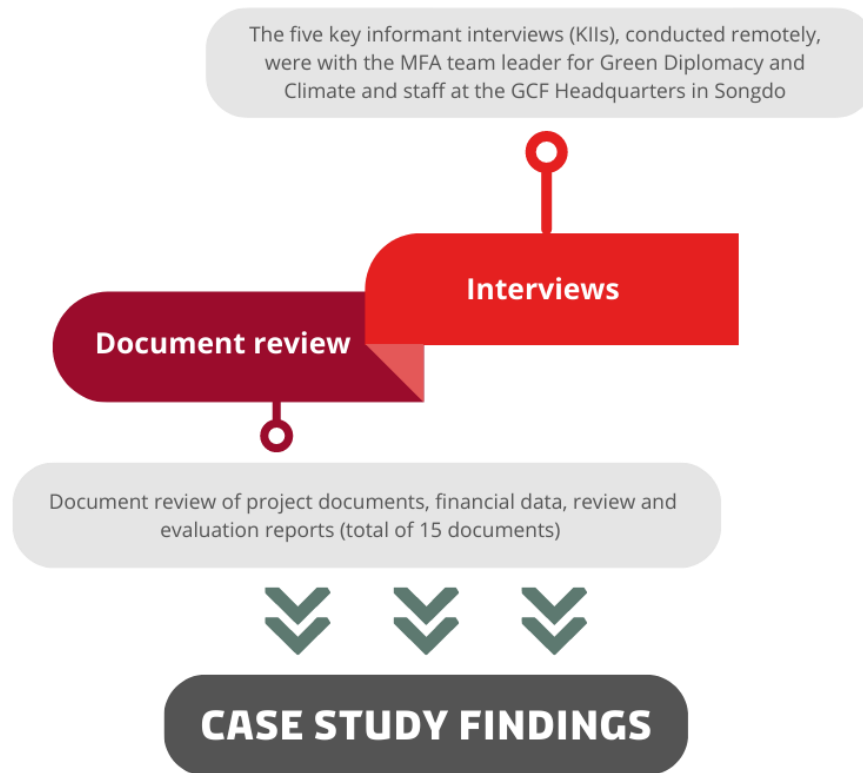 The five key informant interviews (KIIs), conducted remotely,
were with the MFA team leader for Green Diplomacy and
Climate and staff at the GCF Headquarters in Songdo
Interviews
Document review
Document review of project documents, financial data, review and
evaluation reports (total of 15 documents)
CASE STUDY FINDINGS